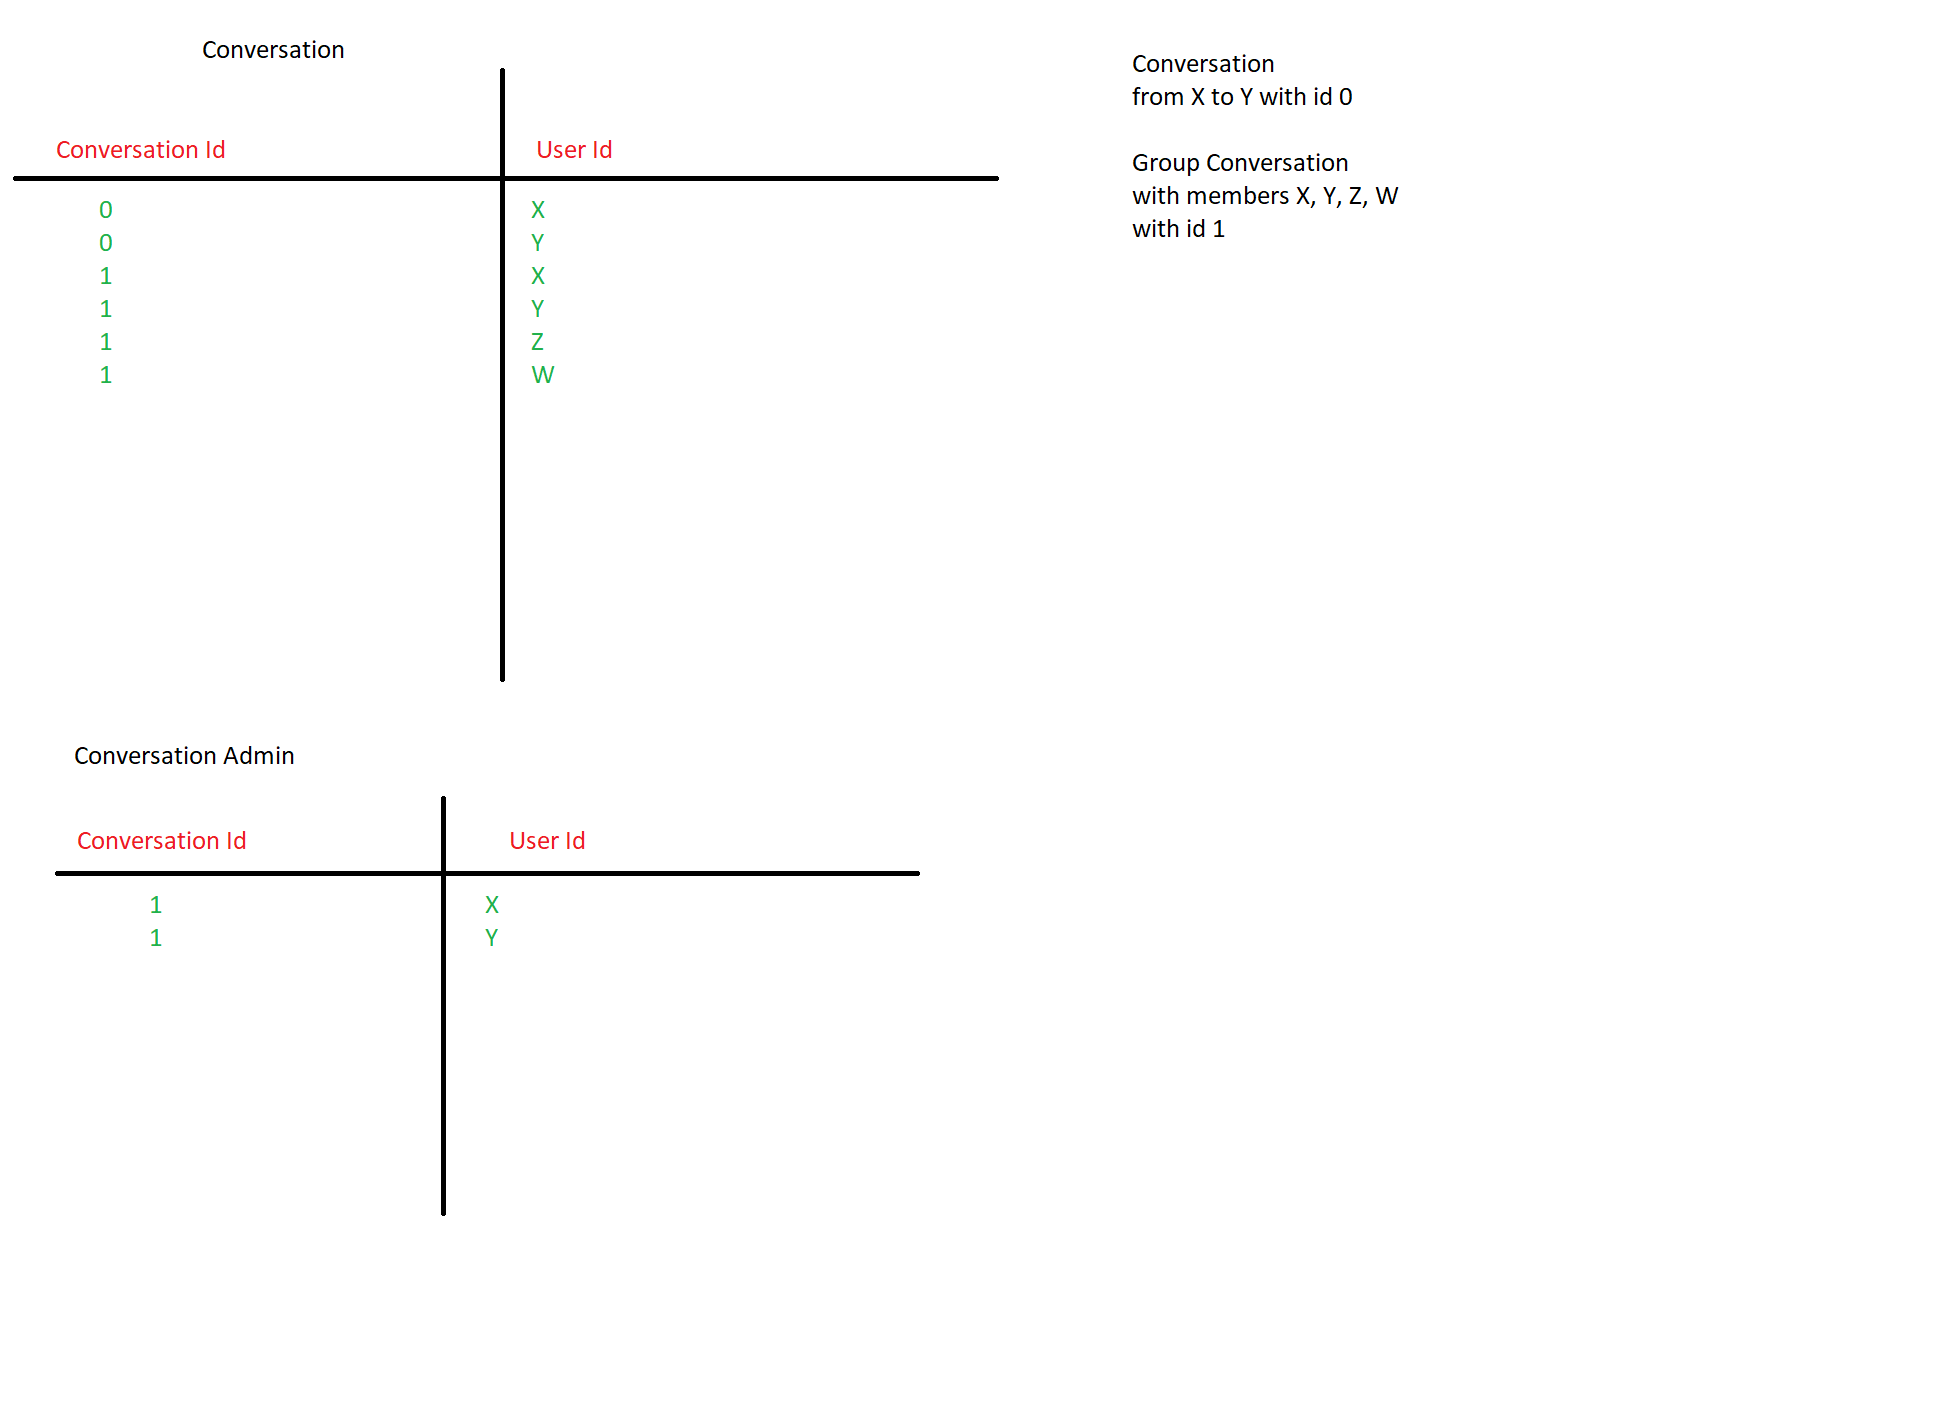 Conversation
Conversation Id User Id
0 X
0 Y
1 X
1 Y
1 Z
1 W
Conversation
from X to Y with id 0
Group Conversation
with members X, Y, Z, W
with id 1
Conversation Admin
Conversation Id User Id
1 X
1 Y